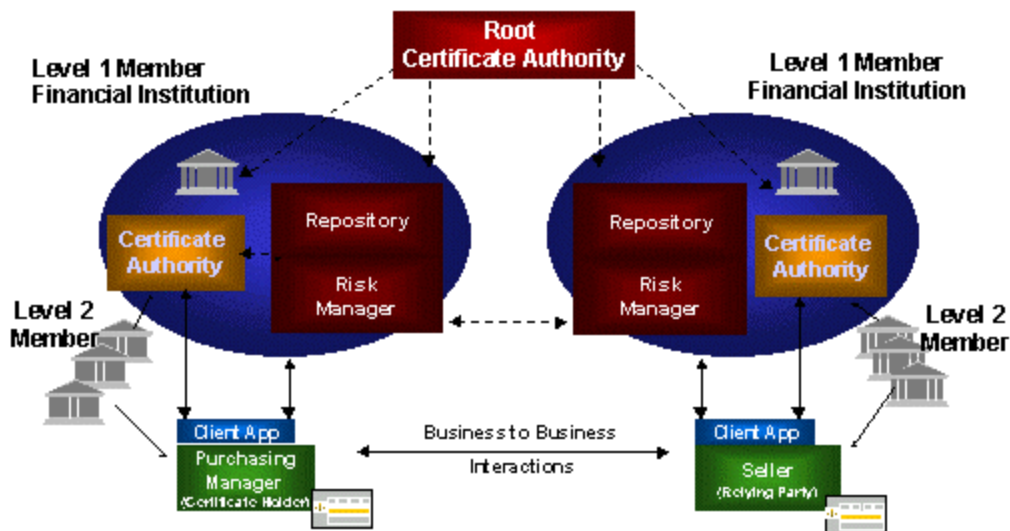 Root
Certificate Authority
Level 1 Member
Financial Institution
Level 1 Member
Financial Institution
Repository
Risk
Manager
Certificate
Authority
Repository
Risk
Manager
Certificate
Authority
Level 2
Member
Level 2
Member
Client App
Purchasing
Manager
(Certificate Holder)
Business to Business
Interactions
Client App
Seller
(Relying Party)